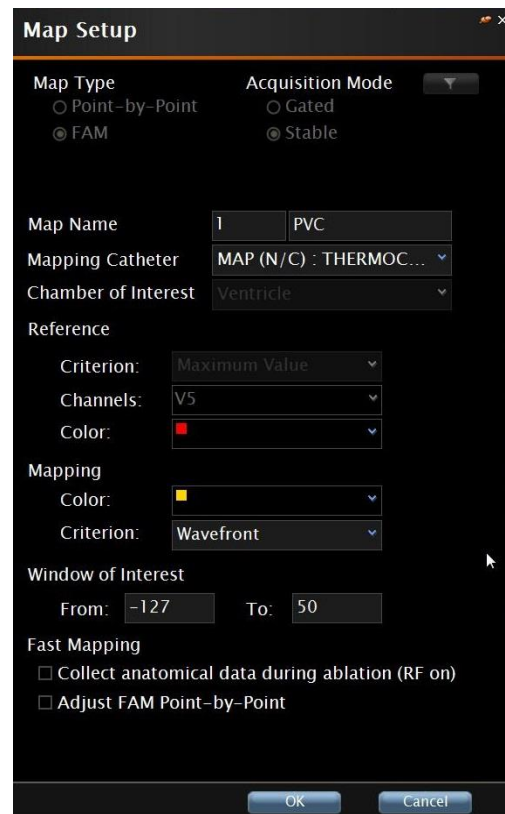 Map Setup
Map Type Acquisition Mode
Point-by-Point Gated
FAM Stable
Map Name 1 PVC
Mapping Catheter MAP (N/C) : THERMOC...
Chamber of Interest Ventricle
Reference
Criterion: Maximum Value
Channels: V5
Color:
Mapping
Color:
Criterion: Wavefront
Window of Interest
From: -127 To: 50
Fast Mapping
Collect anatomical data during ablation (RF on)
Adjust FAM Point-by-Point
OK Cancel